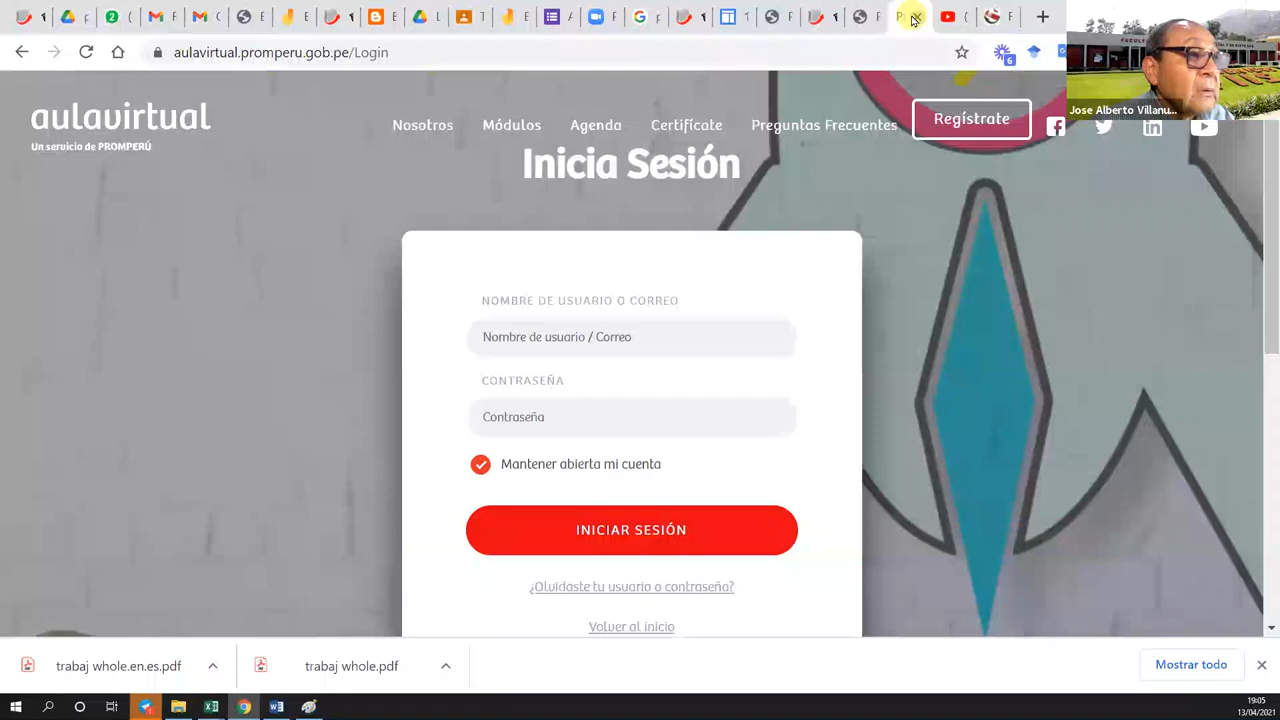 aulavirtual.promperu.gob.pe/Login
6
Jose Alberto Villanu...
aulavirtual
Un servicio de PROMPERÚ
Nosotros
Módulos
Agenda
Certifícate
Preguntas Frecuentes
Regístrate
Inicia Sesión
NOMBRE DE USUARIO O CORREO
Nombre de usuario / Correo
CONTRASEÑA
Contraseña
Mantener abierta mi cuenta
INICIAR SESIÓN
¿Olvidaste tu usuario o contraseña?
Volver al inicio
trabaj whole.en.es.pdf
trabaj whole.pdf
Mostrar todo
19:05
13/04/2021